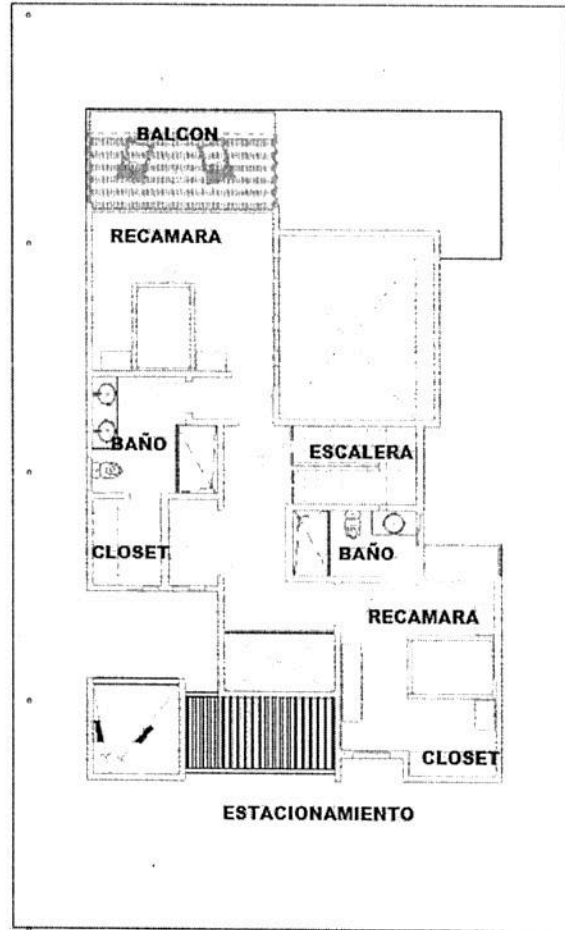 BALCON
RECAMARA
BAÑO
ESCALERA
CLOSET
BAÑO
RECAMARA
CLOSET
ESTACIONAMIENTO